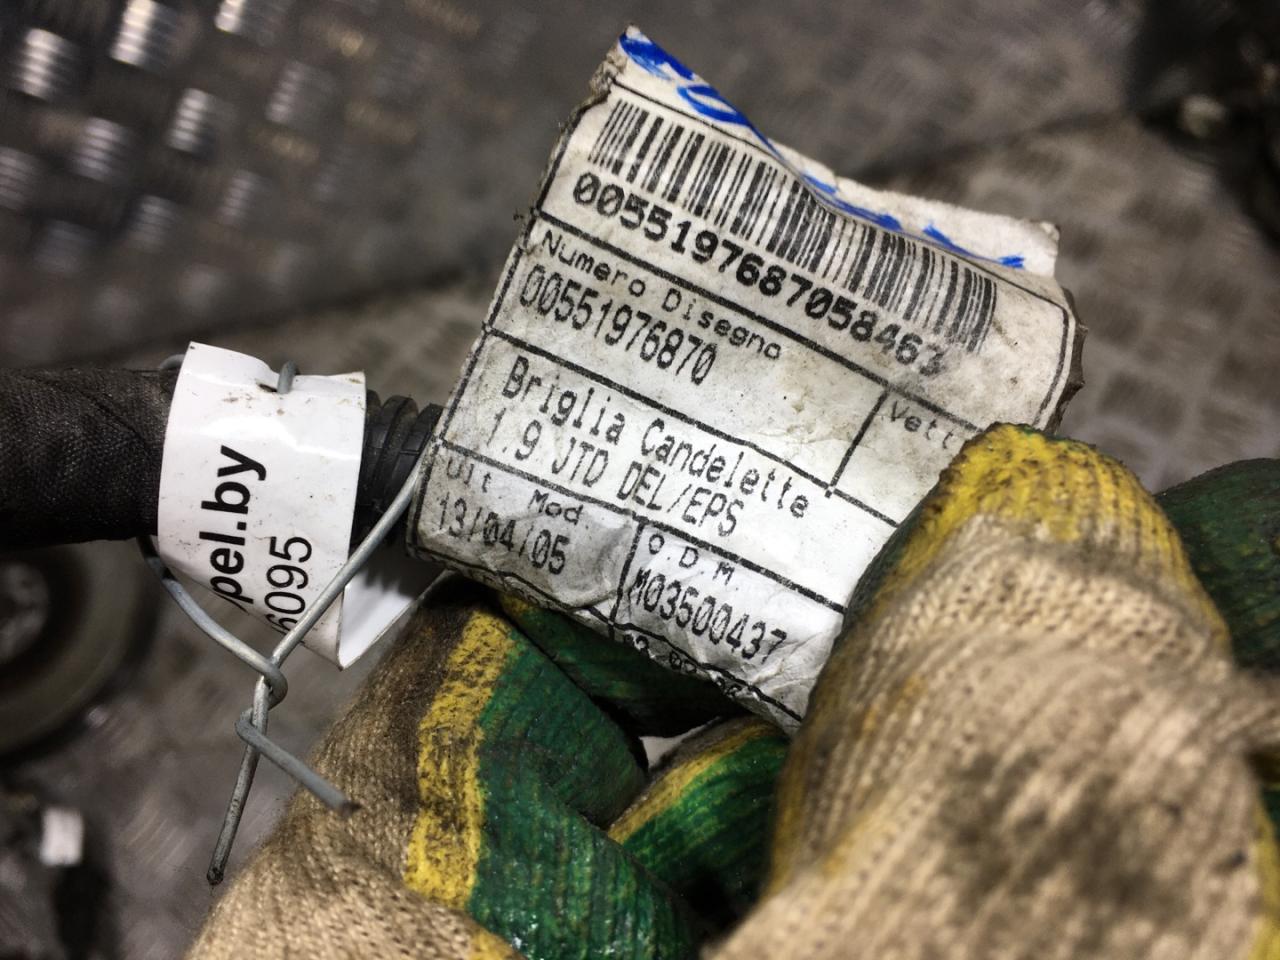 0055197687058463
Numero Disegno
Vett
00551976870
Briglia Candelette
1.9 JTD DEL/EPS
Ult Mod
13/04/05
O.D.M.
M03500437
pel.by
6095